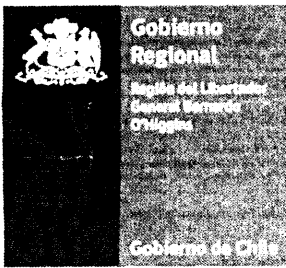 Gobierno
Regional
Región del Libertador
General Bernardo
O'Higgins
Gobierno de Chile